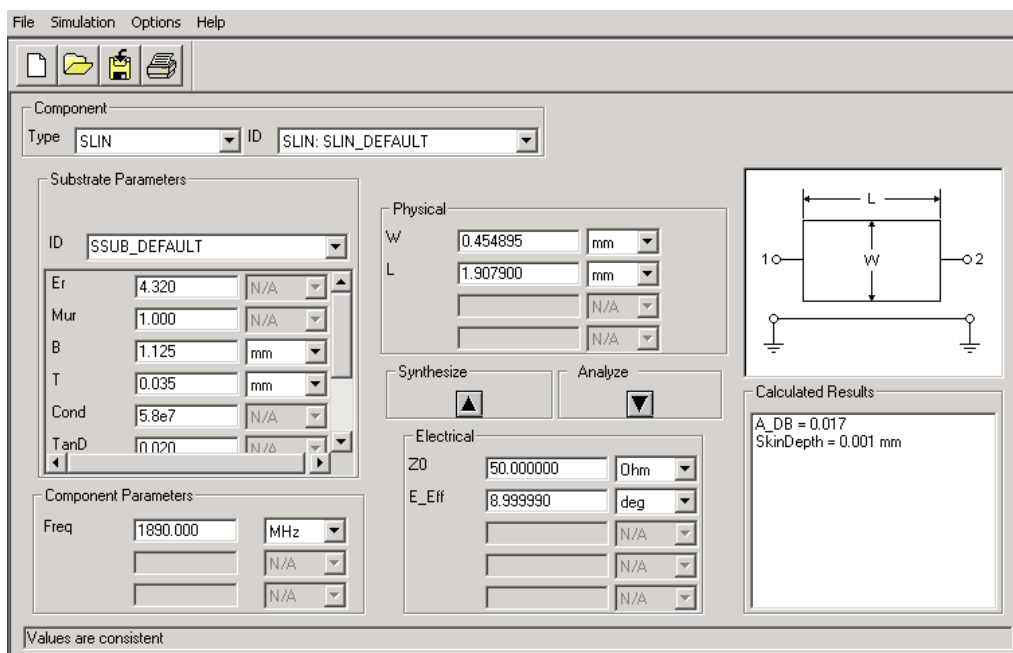 File Simulation Options Help
Component
Type SLIN ID SLIN: SLIN_DEFAULT
Substrate Parameters
ID SSUB_DEFAULT
Er 4.320 N/A
Mur 1.000 N/A
B 1.125 mm
T 0.035 mm
Cond 5.8e7 N/A
TanD 0.020 N/A
Component Parameters
Freq 1890.000 MHz
N/A
N/A
Physical
W 0.454895 mm
L 1.907900 mm
N/A
N/A
Synthesize Analyze
Electrical
Z0 50.000000 Ohm
E_Eff 8.999990 deg
N/A
N/A
N/A
L
1 W 2
Calculated Results
A_DB = 0.017
SkinDepth = 0.001 mm
Values are consistent